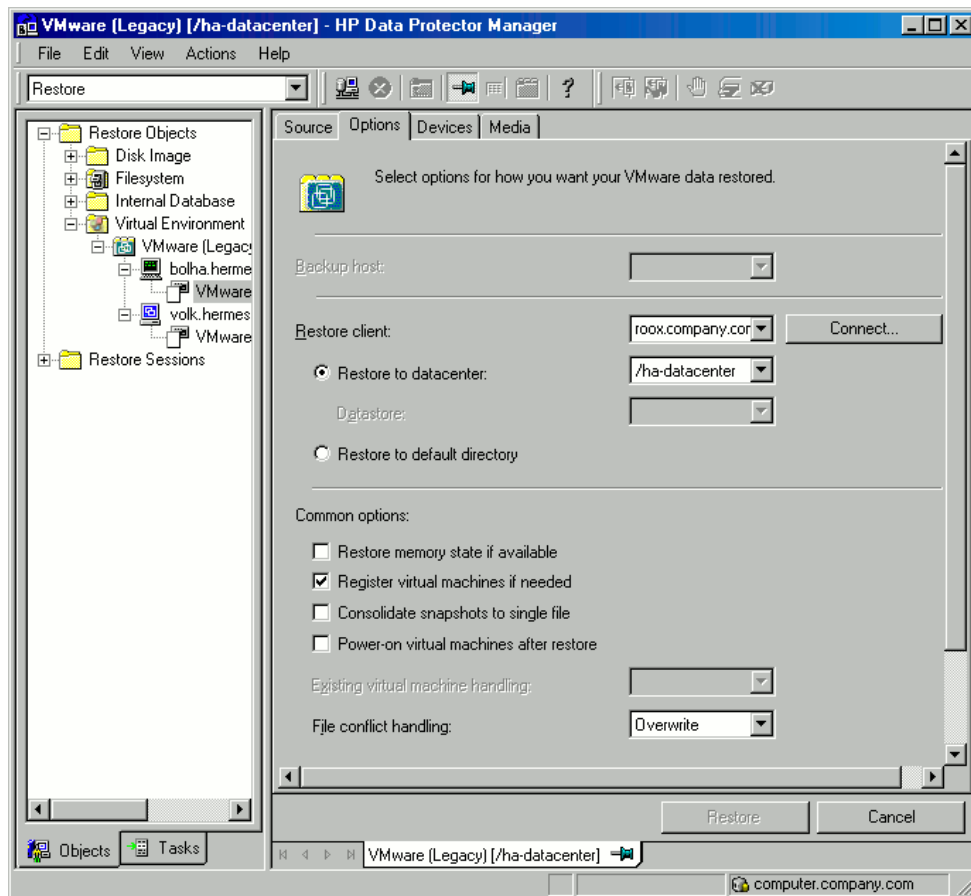 VMware (Legacy) [/ha-datacenter] - HP Data Protector Manager
File Edit View Actions Help
Restore
?
Restore Objects
Disk Image
Filesystem
Internal Database
Virtual Environment
VMware (Legacy
bolha.herme
VMware
volk.hermes
VMware
Restore Sessions
Objects Tasks
Source Options Devices Media
Select options for how you want your VMware data restored.
Backup host:
Restore client: roox.company.cor Connect...
Restore to datacenter: /ha-datacenter
Datastore:
Restore to default directory
Common options:
Restore memory state if available
Register virtual machines if needed
Consolidate snapshots to single file
Power-on virtual machines after restore
Existing virtual machine handling:
File conflict handling: Overwrite
Restore Cancel
VMware (Legacy) [/ha-datacenter]
computer.company.com